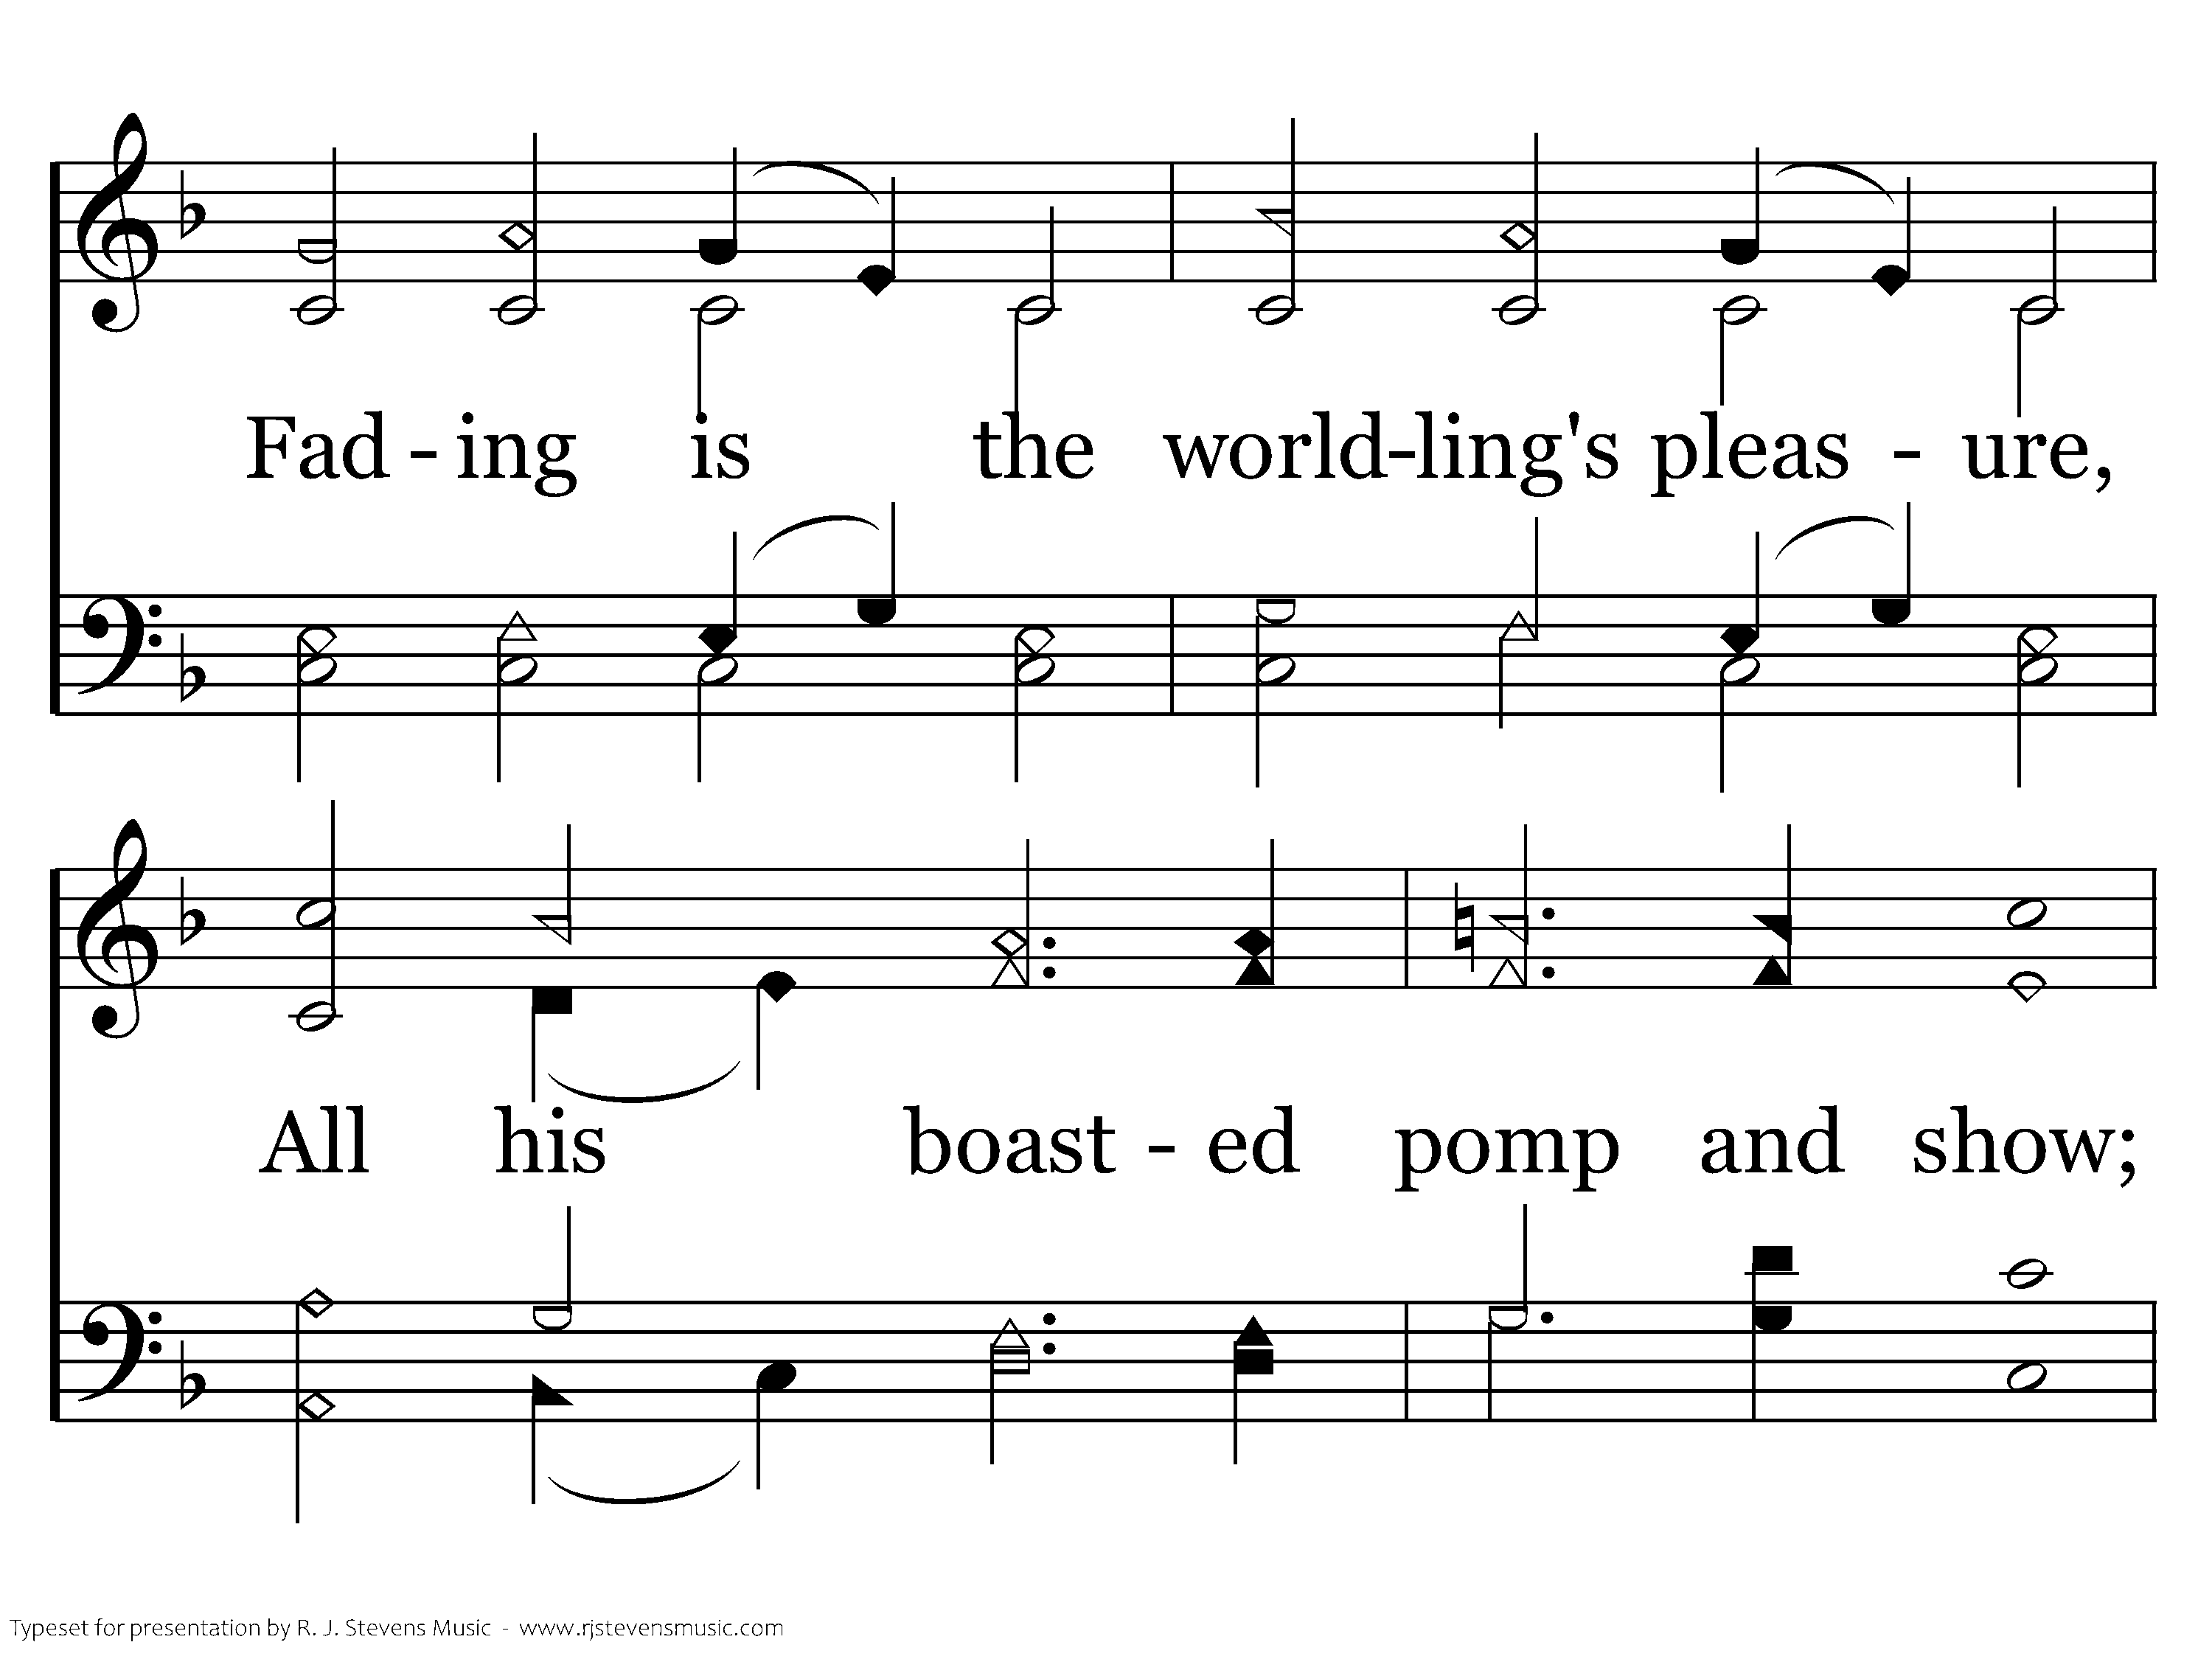 Fad - ing is the world-ling's pleas - ure,
All his boast - ed pomp and show;
Typeset for presentation by R. J. Stevens Music - www.rjstevensmusic.com